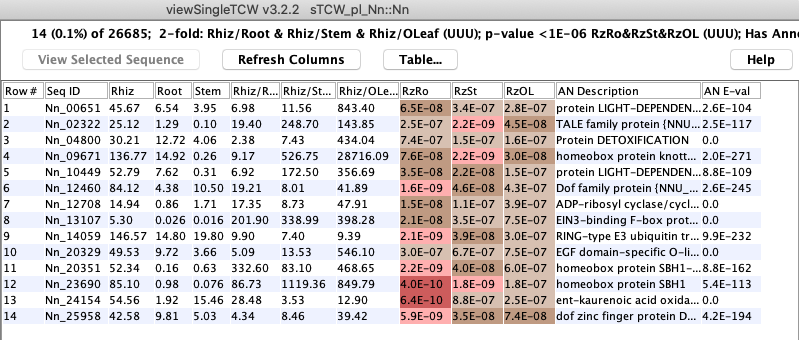 viewSingleTCW v3.2.2 sTCW_pl_Nn::Nn
14 (0.1%) of 26685; 2-fold: Rhiz/Root & Rhiz/Stem & Rhiz/OLeaf (UUU); p-value <1E-06 RzRo&RzSt&RzOL (UUU); Has Anno
View Selected Sequence Refresh Columns Table... Help
Row # Seq ID Rhiz Root Stem Rhiz/R... Rhiz/St... Rhiz/OLe... RzRo RzSt RzOL AN Description AN E-val
1 Nn_00651 45.67 6.54 3.95 6.98 11.56 843.40 6.5E-08 3.4E-07 2.8E-07 protein LIGHT-DEPENDEN... 2.6E-104
2 Nn_02322 25.12 1.29 0.10 19.40 248.70 143.85 2.5E-07 2.2E-09 4.5E-08 TALE family protein {NNU... 2.5E-117
3 Nn_04800 30.21 12.72 4.06 2.38 7.43 434.04 7.4E-07 1.5E-07 1.6E-07 Protein DETOXIFICATION 0.0
4 Nn_09671 136.77 14.92 0.26 9.17 526.75 28716.09 7.6E-08 2.2E-09 3.0E-08 homeobox protein knott... 2.0E-271
5 Nn_10449 52.79 7.62 0.31 6.92 172.50 356.69 3.5E-07 2.2E-08 1.5E-07 protein LIGHT-DEPENDEN... 8.8E-109
6 Nn_12460 84.12 4.38 10.50 19.21 8.01 41.89 1.6E-09 4.6E-08 4.3E-07 Dof family protein {NNU_... 2.6E-245
7 Nn_12708 14.94 0.86 1.71 17.35 8.73 47.91 1.5E-08 1.1E-07 3.9E-07 ADP-ribosyl cyclase/cycl... 0.0
8 Nn_13107 5.30 0.026 0.016 201.90 338.99 398.28 2.1E-08 3.5E-07 7.5E-07 EIN3-binding F-box prot... 0.0
9 Nn_14059 146.57 14.80 19.80 9.90 7.40 9.39 2.1E-09 3.9E-08 3.0E-07 RING-type E3 ubiquitin tr... 9.9E-232
10 Nn_20329 49.53 9.72 3.66 5.09 13.53 546.10 3.0E-07 6.7E-07 7.5E-07 EGF domain-specific O-li... 0.0
11 Nn_20351 52.34 0.16 0.63 332.60 83.10 468.65 2.2E-09 4.0E-08 6.0E-07 homeobox protein SBH1-... 8.8E-162
12 Nn_23690 85.10 0.98 0.076 86.73 1119.36 849.79 4.0E-10 1.8E-09 1.8E-07 homeobox protein SBH1 5.4E-113
13 Nn_24154 54.56 1.92 15.46 28.48 3.53 12.90 6.4E-10 8.8E-07 2.5E-07 ent-kaurenoic acid oxida... 0.0
14 Nn_25958 42.58 9.81 5.03 4.34 8.46 39.42 5.9E-09 3.5E-08 7.4E-08 dof zinc finger protein D... 4.2E-194